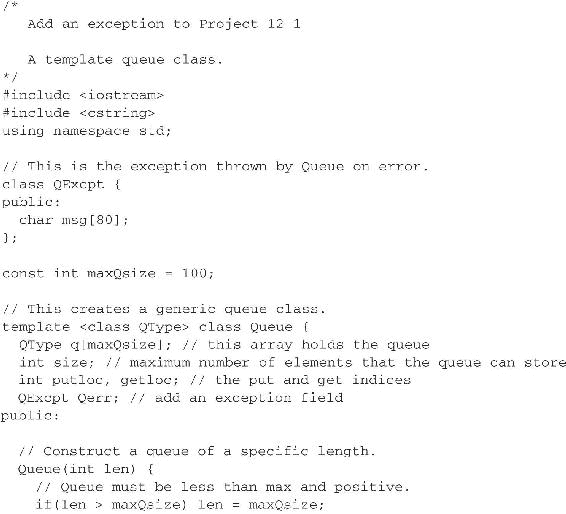 /*
   Add an exception to Project 12 1

   A template queue class.
*/
#include <iostream>
#include <cstring>
using namespace std;

// This is the exception thrown by Queue on error.
class QExcpt {
public:
  char msg[80];
};

const int maxQsize = 100;

// This creates a generic queue class.
template <class QType> class Queue {
  QType q[maxQsize]; // this array holds the queue
  int size; // maximum number of elements that the queue can store
  int putloc, getloc; // the put and get indices
  QExcpt Qerr; // add an exception field
public:

  // Construct a queue of a specific length.
  Queue(int len) {
    // Queue must be less than max and positive.
    if(len > maxQsize) len = maxQsize;